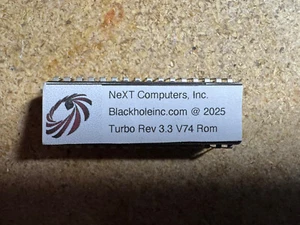 NeXT Computers, Inc.
Blackholeinc.com @ 2025
Turbo Rev 3.3 V74 Rom